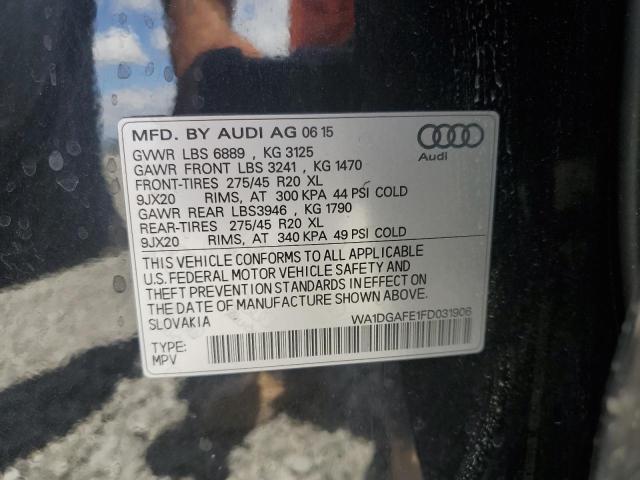 MFD. BY AUDI AG 06 15
GVWR LBS 6889 , KG 3125
GAWR FRONT LBS 3241 , KG 1470
FRONT-TIRES 275/45 R20 XL
9JX20 RIMS, AT 300 KPA 44 PSI COLD
GAWR REAR LBS3946 , KG 1790
REAR-TIRES 275/45 R20 XL
9JX20 RIMS, AT 340 KPA 49 PSI COLD
Audi
THIS VEHICLE CONFORMS TO ALL APPLICABLE
U.S. FEDERAL MOTOR VEHICLE SAFETY AND
THEFT PREVENTION STANDARDS IN EFFECT ON
THE DATE OF MANUFACTURE SHOWN ABOVE.
SLOVAKIA
WA1DGAFE1FD031906
TYPE:
MPV